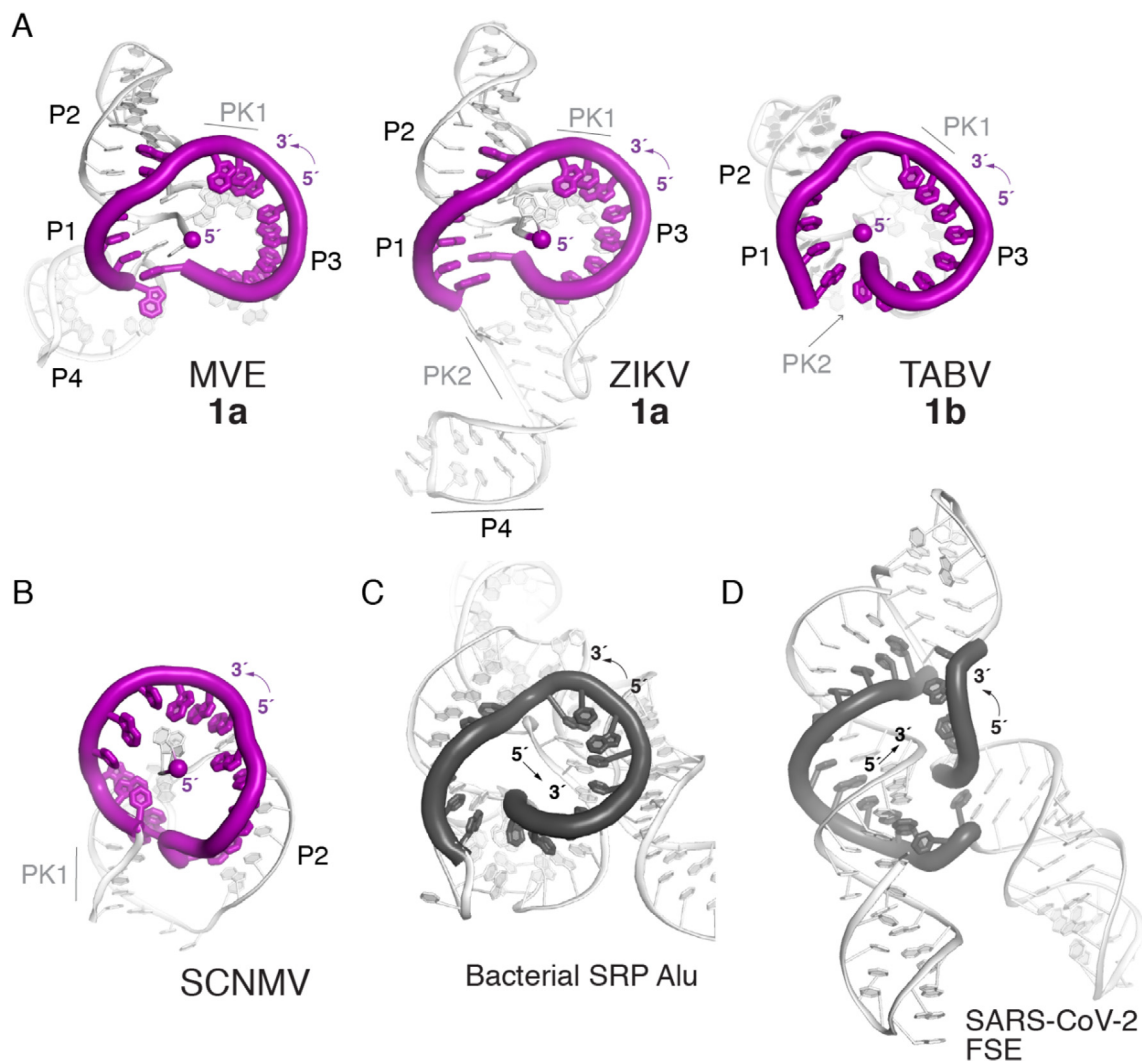 A
P2
PK1
3´
5´
P1
5´
P3
P4
MVE
1a
P2
PK1
3´
5´
P1
5´
P3
PK2
P4
ZIKV
1a
P2
PK1
3´
5´
P1
5´
P3
PK2
TABV
1b
B
3´
5´
5´
PK1
P2
SCNMV
C
3´
5´
5´
3´
Bacterial SRP Alu
D
3´
5´
3´
5´
SARS-CoV-2
FSE